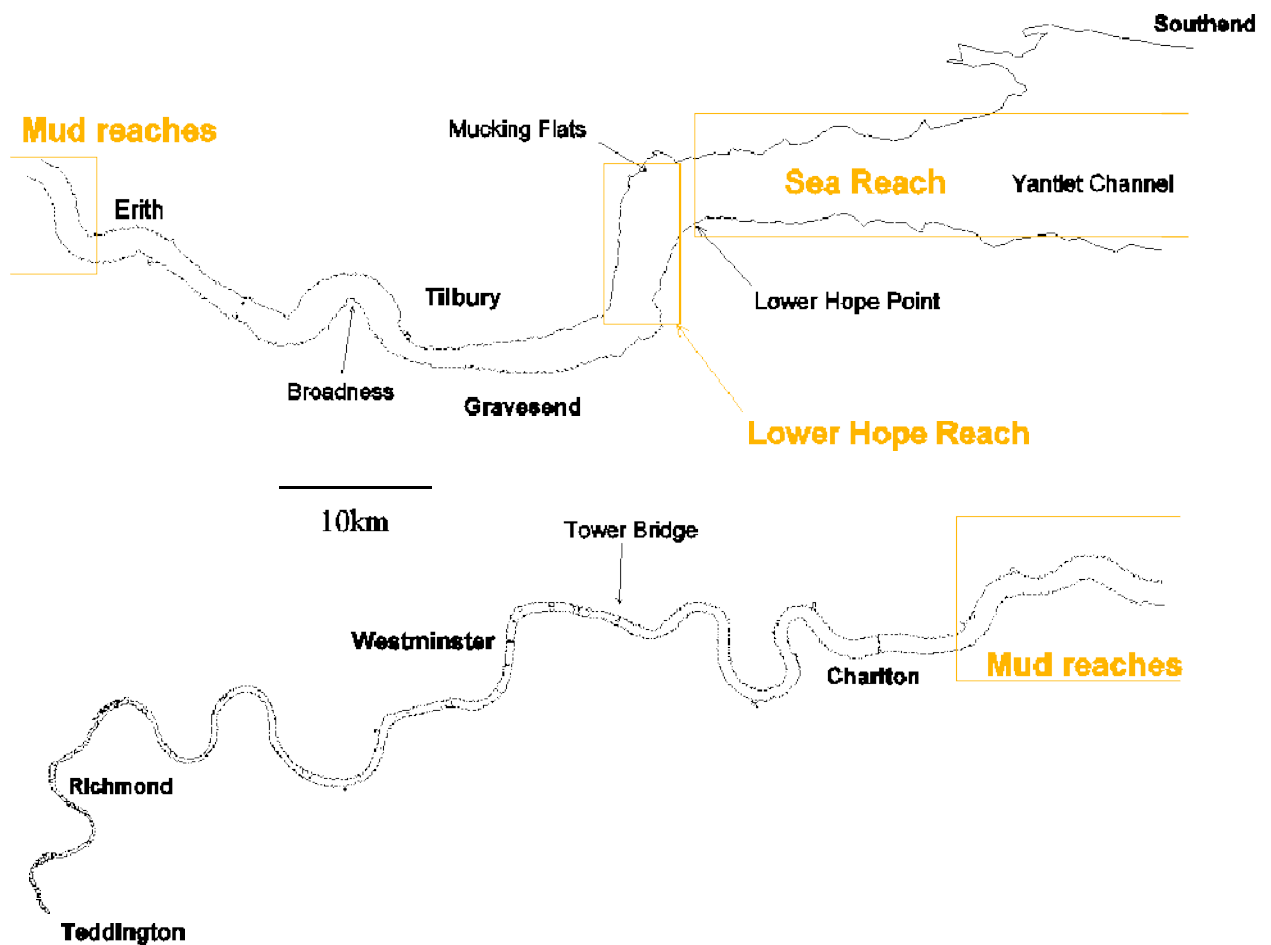 Southend
Mud reaches
Mucking Flats
Sea Reach
Yantlet Channel
Erith
Tilbury
Lower Hope Point
Broadness
Gravesend
Lower Hope Reach
10km
Tower Bridge
Westminster
Mud reaches
Charlton
Richmond
Teddington